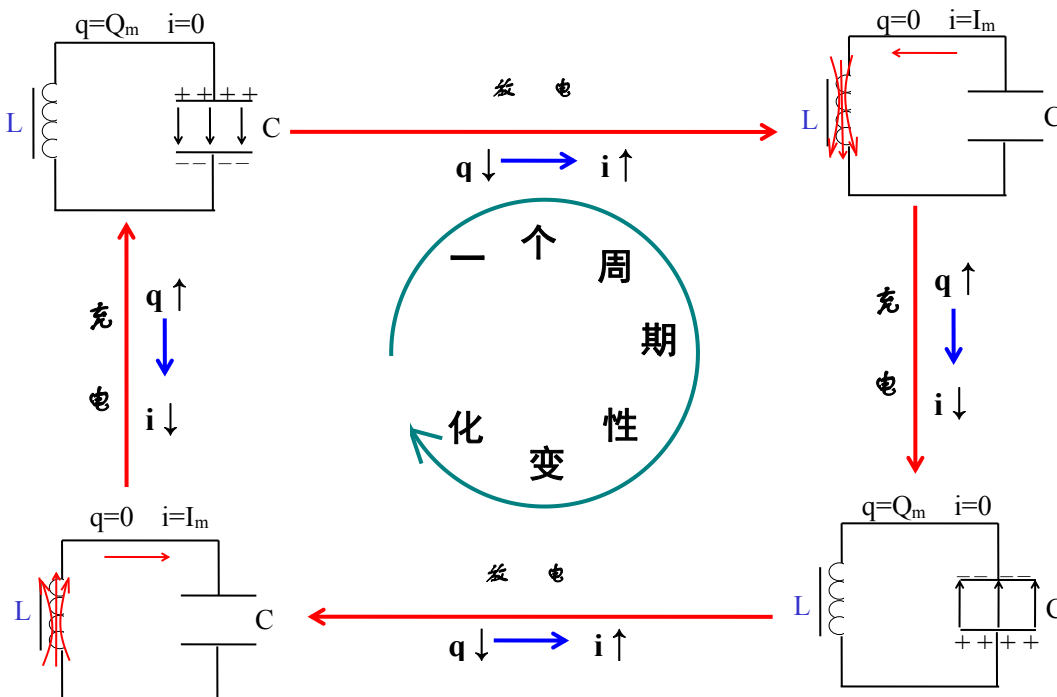 q=Qₘ i=0
+ + + +
L
C
– – – –
放 电
q↓ i↑
q=0 i=Iₘ
L
C
充
电
q↑
i↓
一个周期性变化
q↑
i↓
充
电
q=0 i=Iₘ
L
C
放 电
q↓ i↑
q=Qₘ i=0
– – – –
L
C
+ + + +